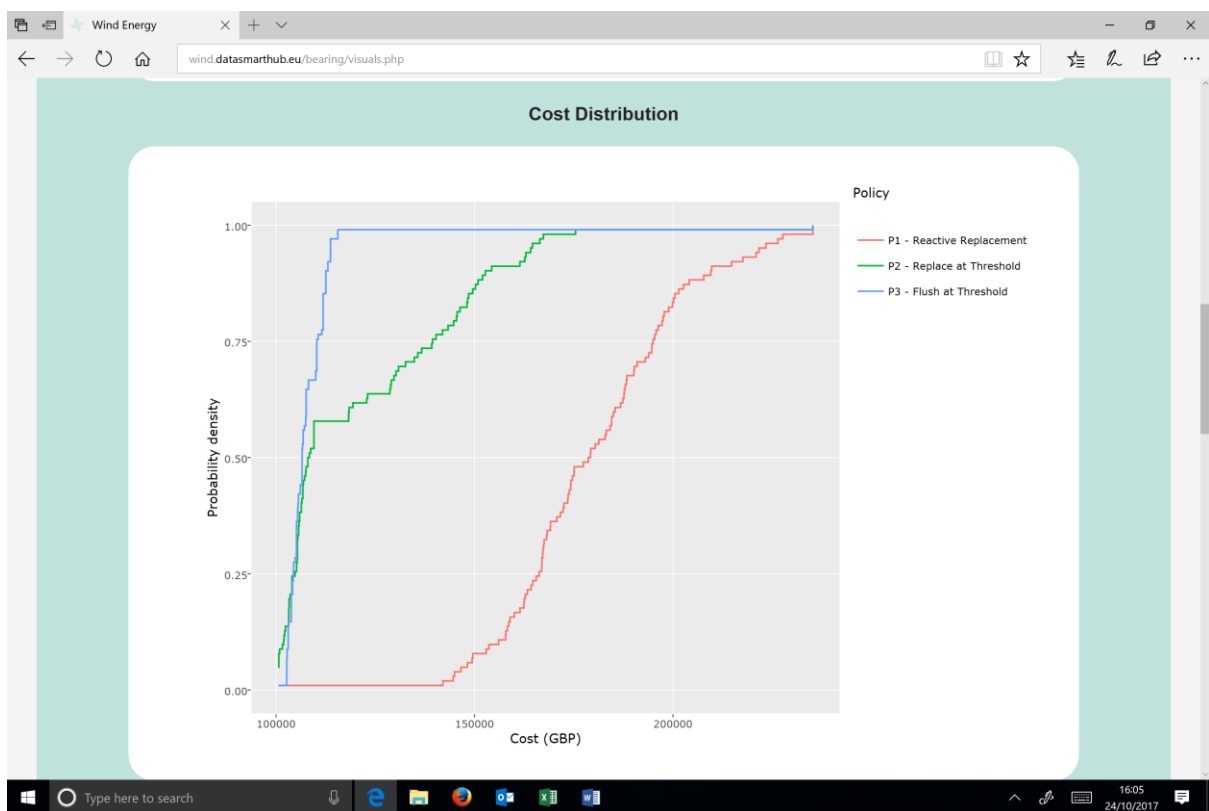 Wind Energy
wind.datasmarthub.eu/bearing/visuals.php
Cost Distribution
Policy
P1 - Reactive Replacement
P2 - Replace at Threshold
P3 - Flush at Threshold
1.00
0.75
0.50
0.25
0.00
Probability density
100000 150000 200000
Cost (GBP)
Type here to search
16:05
24/10/2017